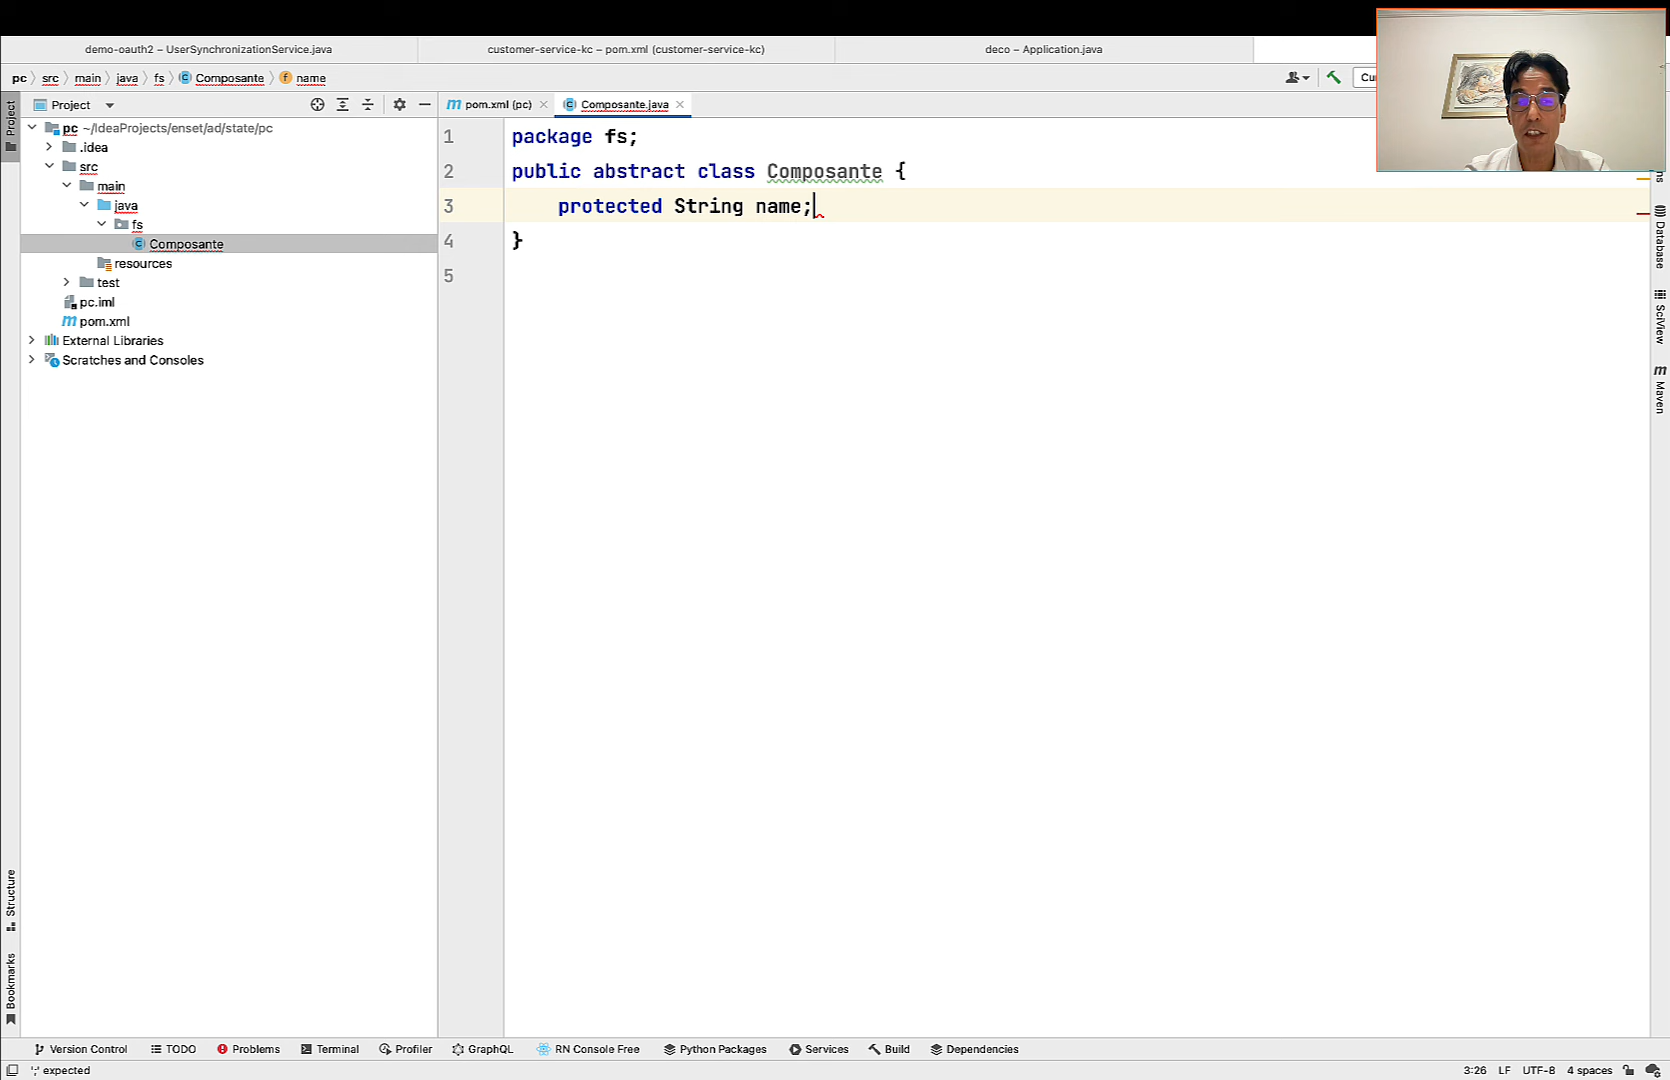 demo-oauth2 – UserSynchronizationService.java
customer-service-kc – pom.xml (customer-service-kc)
deco – Application.java
pc src main java fs Composante name
Cu
Project
pom.xml (pc)
Composante.java
Project
pc ~/IdeaProjects/enset/ad/state/pc
.idea
src
main
java
fs
Composante
resources
test
pc.iml
pom.xml
External Libraries
Scratches and Consoles
1 package fs;
2 public abstract class Composante {
3 protected String name;
4 }
5
Database
SciView
Maven
Structure
Bookmarks
Version Control
TODO
Problems
Terminal
Profiler
GraphQL
RN Console Free
Python Packages
Services
Build
Dependencies
';' expected
3:26 LF UTF-8 4 spaces